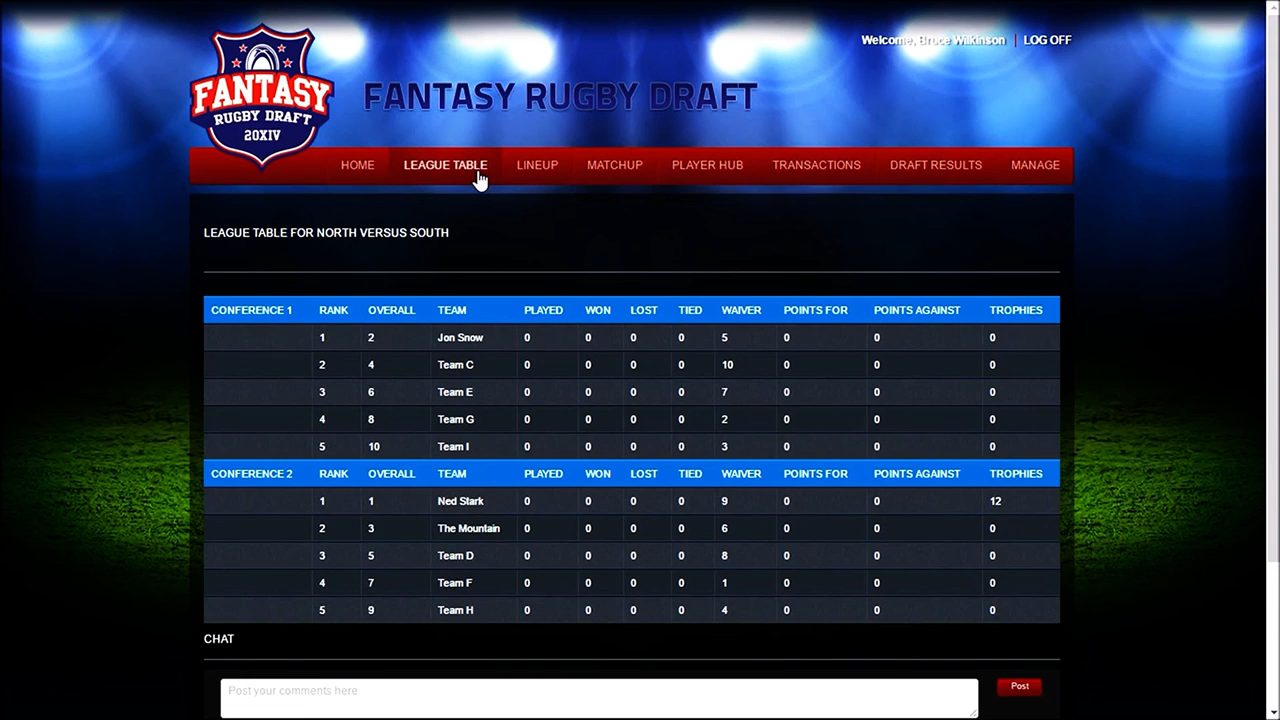 Welcome, Bruce Wilkinson | LOG OFF
FANTASY
RUGBY DRAFT
20XIV
FANTASY RUGBY DRAFT
HOME LEAGUE TABLE LINEUP MATCHUP PLAYER HUB TRANSACTIONS DRAFT RESULTS MANAGE
LEAGUE TABLE FOR NORTH VERSUS SOUTH
CONFERENCE 1 RANK OVERALL TEAM PLAYED WON LOST TIED WAIVER POINTS FOR POINTS AGAINST TROPHIES
1 2 Jon Snow 0 0 0 0 5 0 0 0
2 4 Team C 0 0 0 0 10 0 0 0
3 6 Team E 0 0 0 0 7 0 0 0
4 8 Team G 0 0 0 0 2 0 0 0
5 10 Team I 0 0 0 0 3 0 0 0
CONFERENCE 2 RANK OVERALL TEAM PLAYED WON LOST TIED WAIVER POINTS FOR POINTS AGAINST TROPHIES
1 1 Ned Stark 0 0 0 0 9 0 0 12
2 3 The Mountain 0 0 0 0 6 0 0 0
3 5 Team D 0 0 0 0 8 0 0 0
4 7 Team F 0 0 0 0 1 0 0 0
5 9 Team H 0 0 0 0 4 0 0 0
CHAT
Post your comments here Post